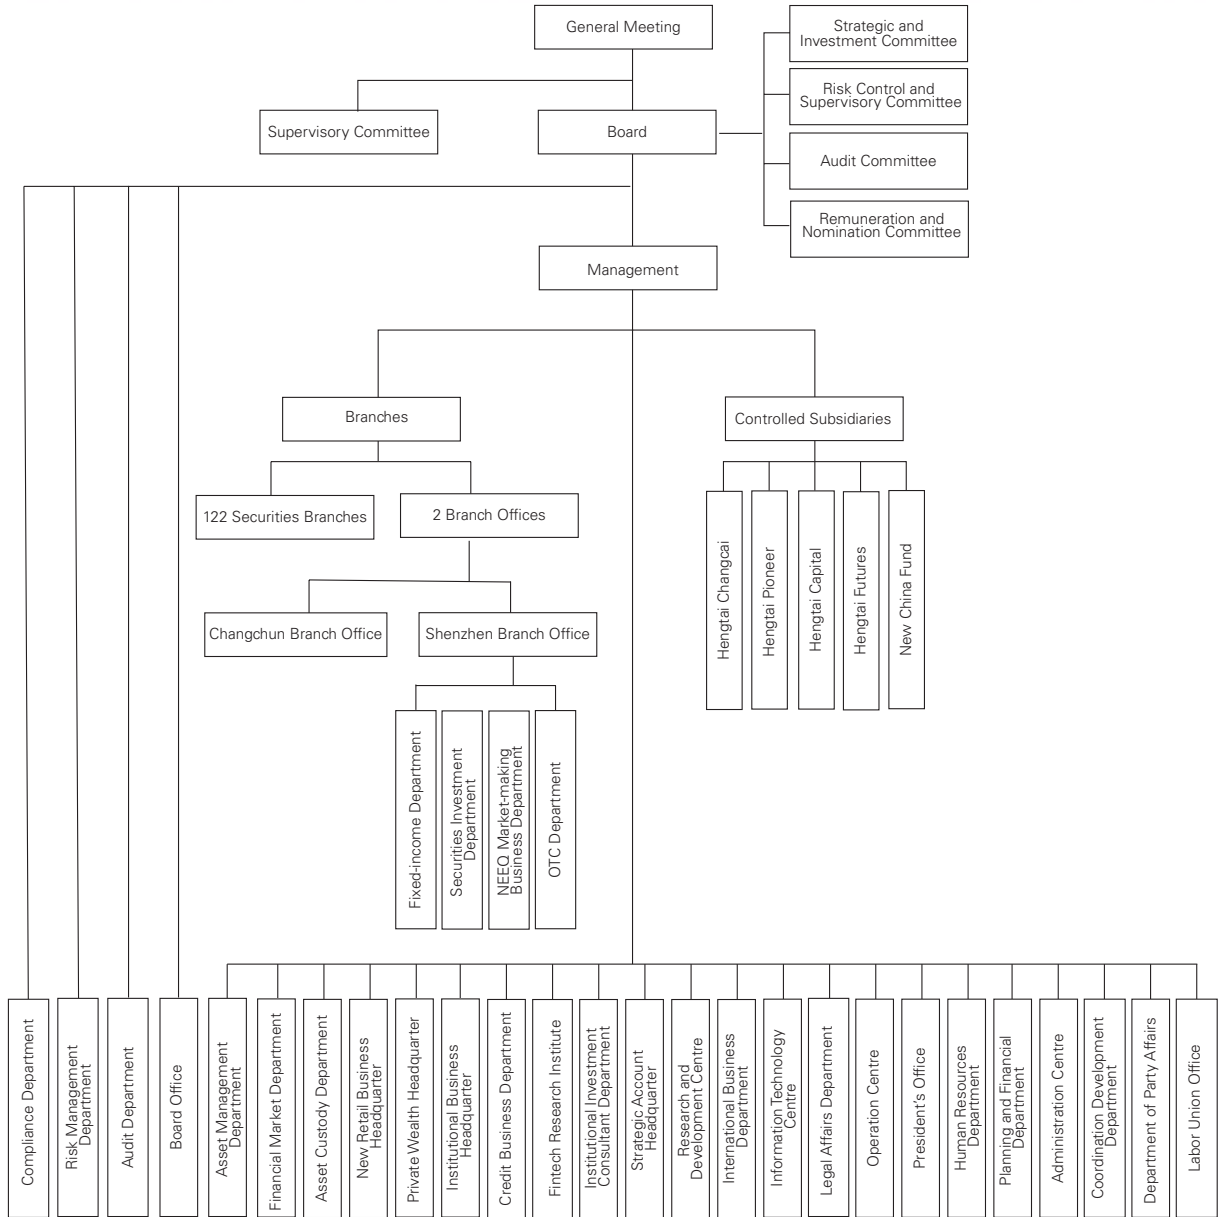 General Meeting
Strategic and
Investment Committee
Risk Control and
Supervisory Committee
Supervisory Committee
Board
Audit Committee
Remuneration and
Nomination Committee
Management
Branches
Controlled Subsidiaries
122 Securities Branches
2 Branch Offices
Hengtai Changcai
Hengtai Pioneer
Hengtai Capital
Hengtai Futures
New China Fund
Changchun Branch Office
Shenzhen Branch Office
Fixed-income Department
Securities Investment
Department
NEEQ Market-making
Business Department
OTC Department
Compliance Department
Risk Management
Department
Audit Department
Board Office
Asset Management
Department
Financial Market Department
Asset Custody Department
New Retail Business
Headquarter
Private Wealth Headquarter
Institutional Business
Headquarter
Credit Business Department
Fintech Research Institute
Institutional Investment
Consultant Department
Strategic Account
Headquarter
Research and
Development Centre
International Business
Department
Information Technology
Centre
Legal Affairs Department
Operation Centre
President's Office
Human Resources
Department
Planning and Financial
Department
Administration Centre
Coordination Development
Department
Department of Party Affairs
Labor Union Office